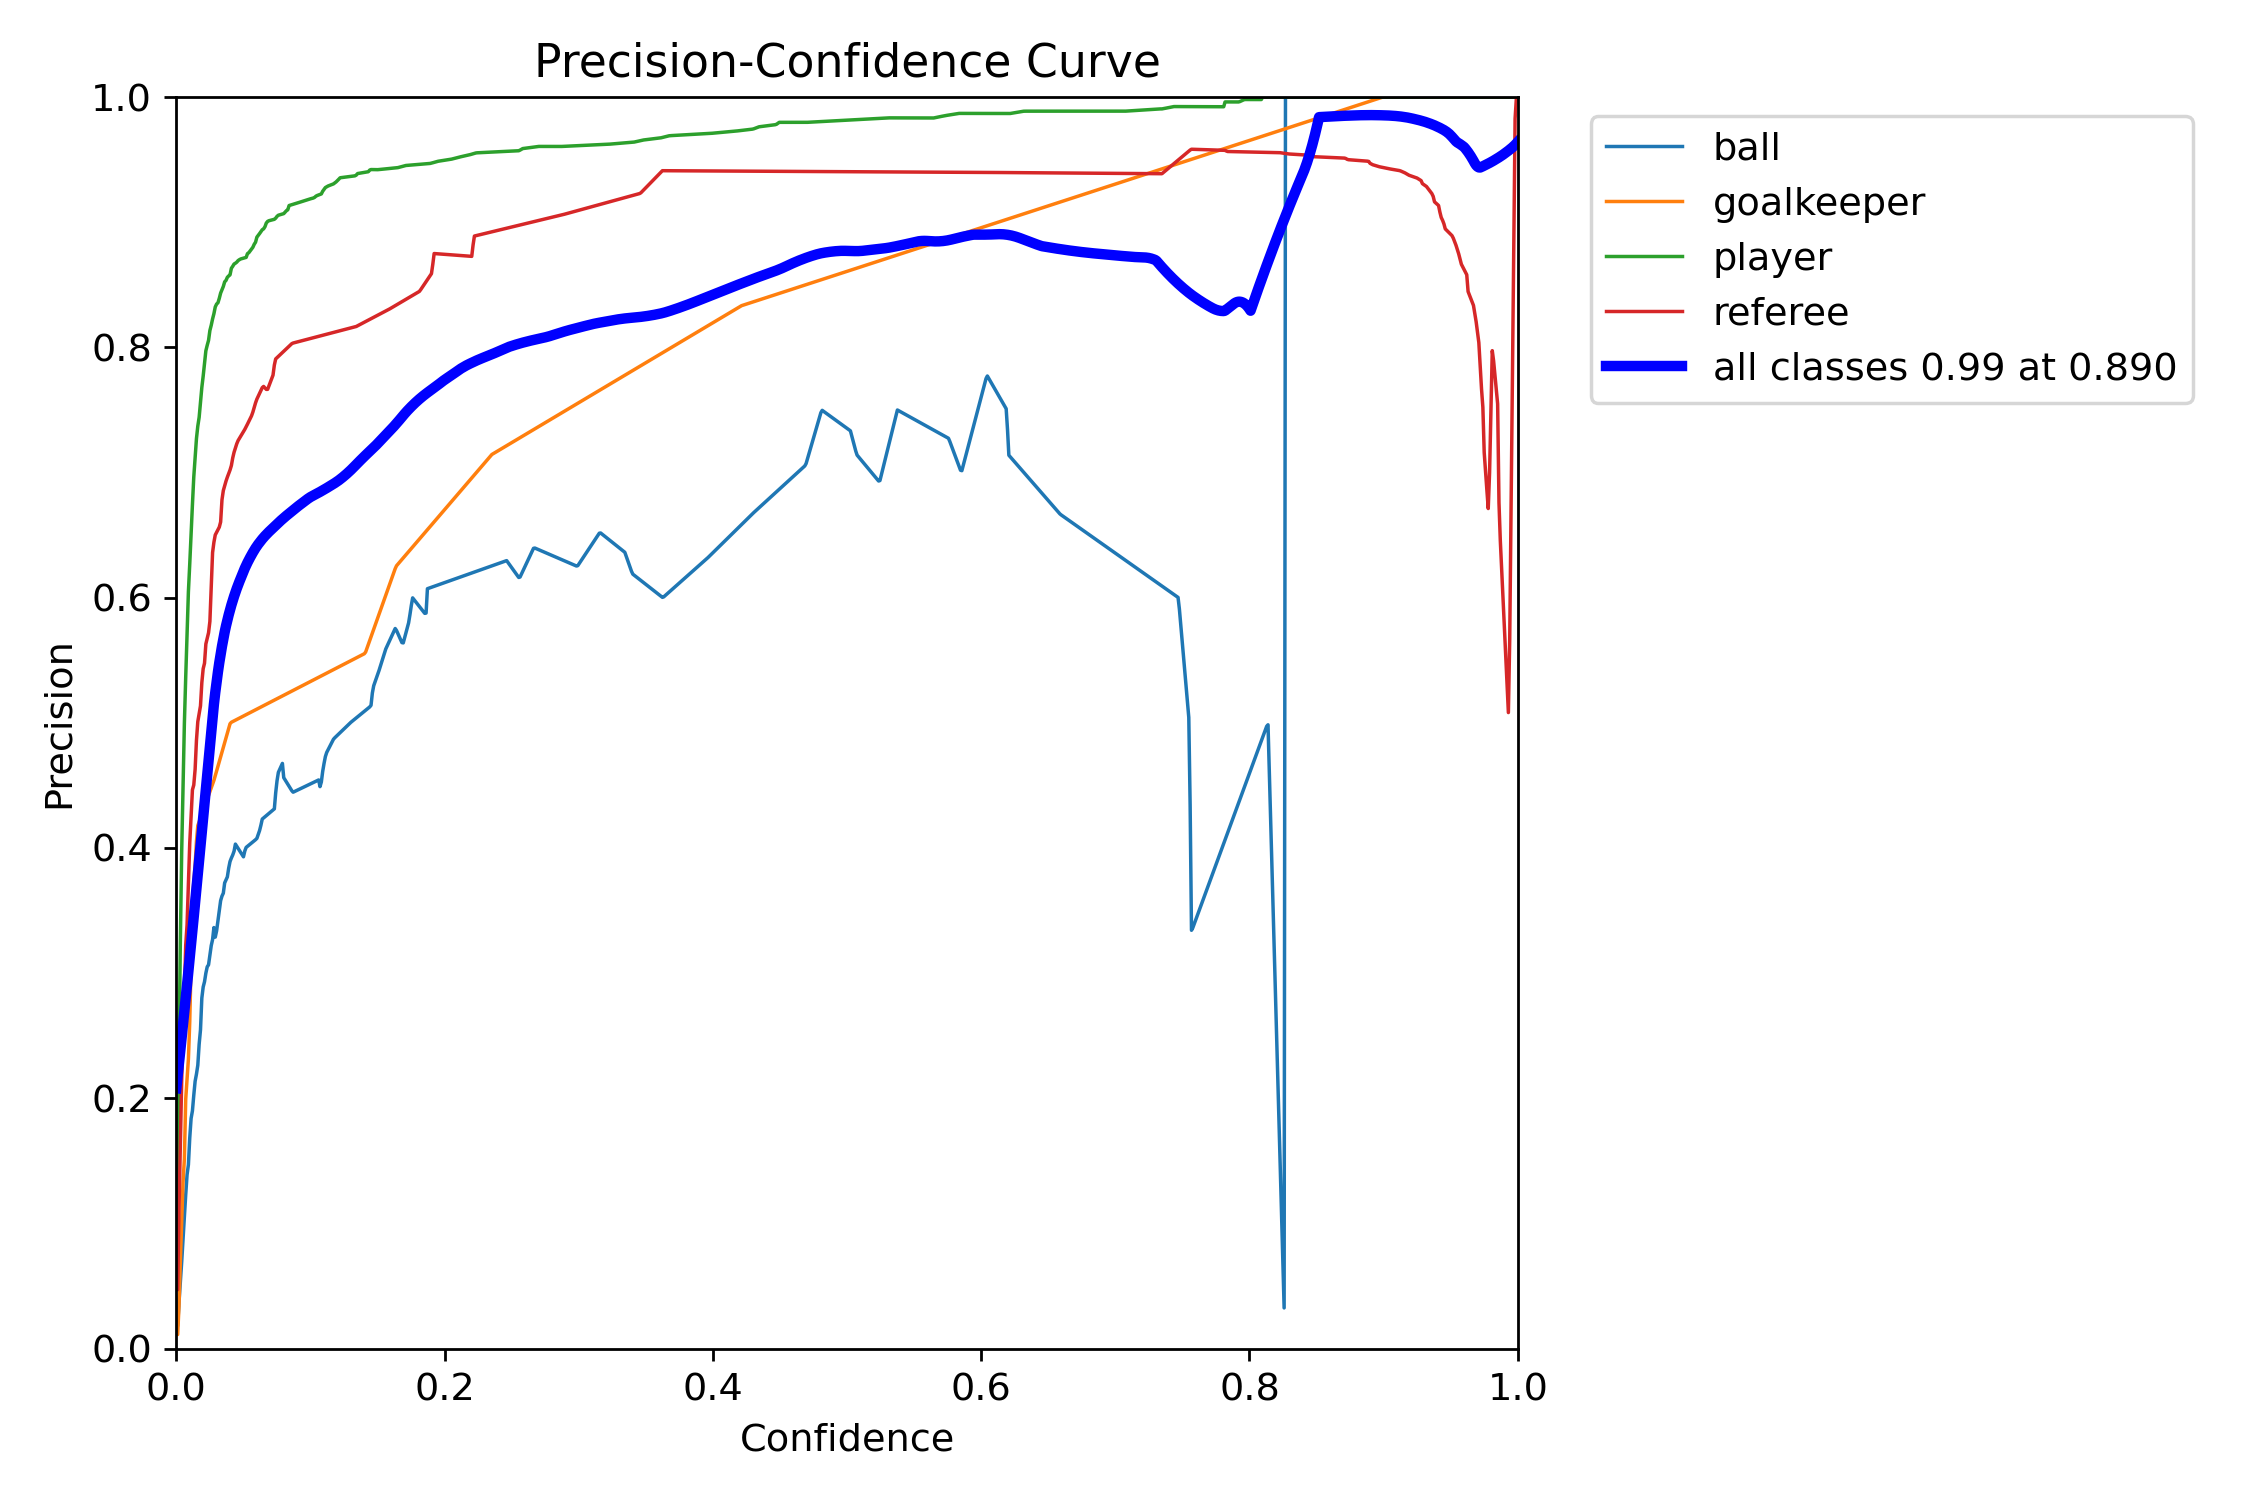 Precision-Confidence Curve
1.0
0.8
0.6
0.4
0.2
0.0
Precision
0.0 0.2 0.4 0.6 0.8 1.0
Confidence
ball
goalkeeper
player
referee
all classes 0.99 at 0.890